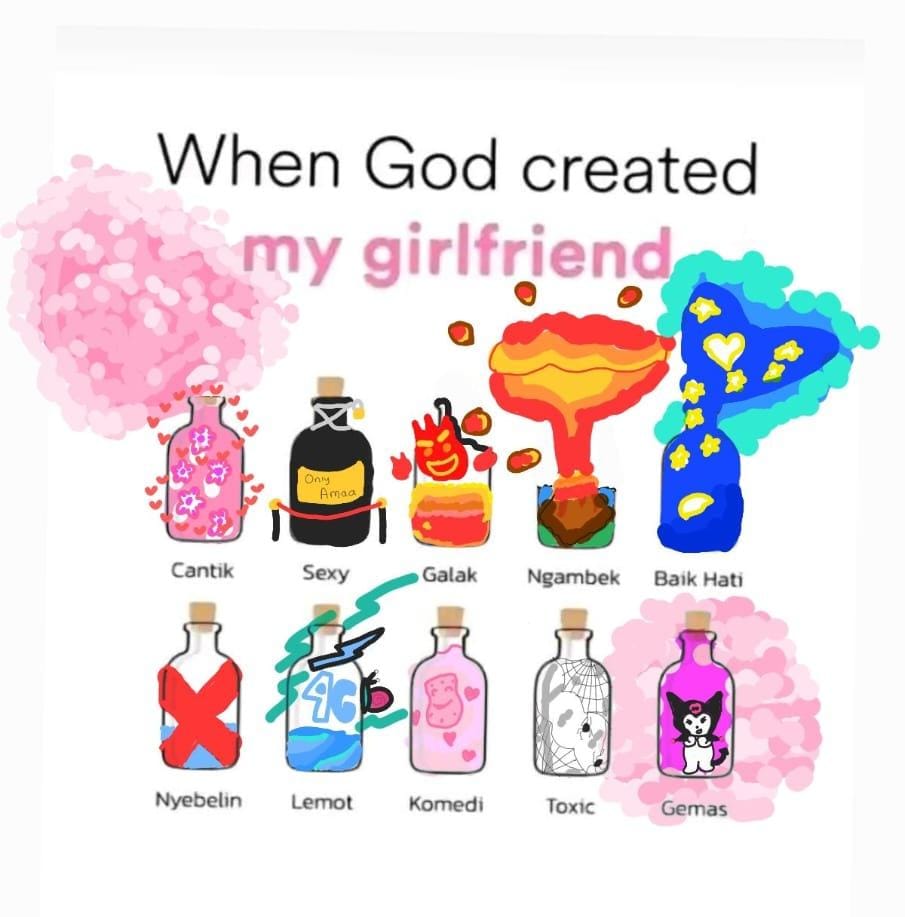 When God created
my girlfriend
Only
Amaa
Cantik Sexy Galak Ngambek Baik Hati
4G
Nyebelin Lemot Komedi Toxic Gemas